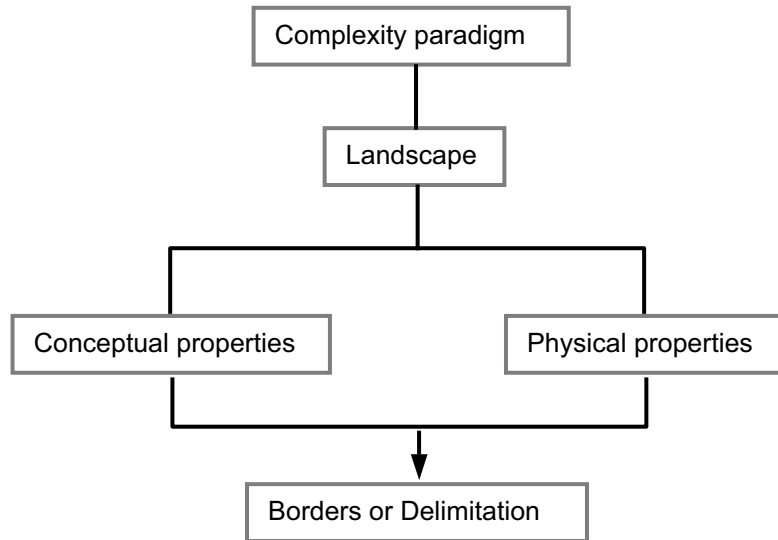 Complexity paradigm
Landscape
Conceptual properties
Physical properties
Borders or Delimitation